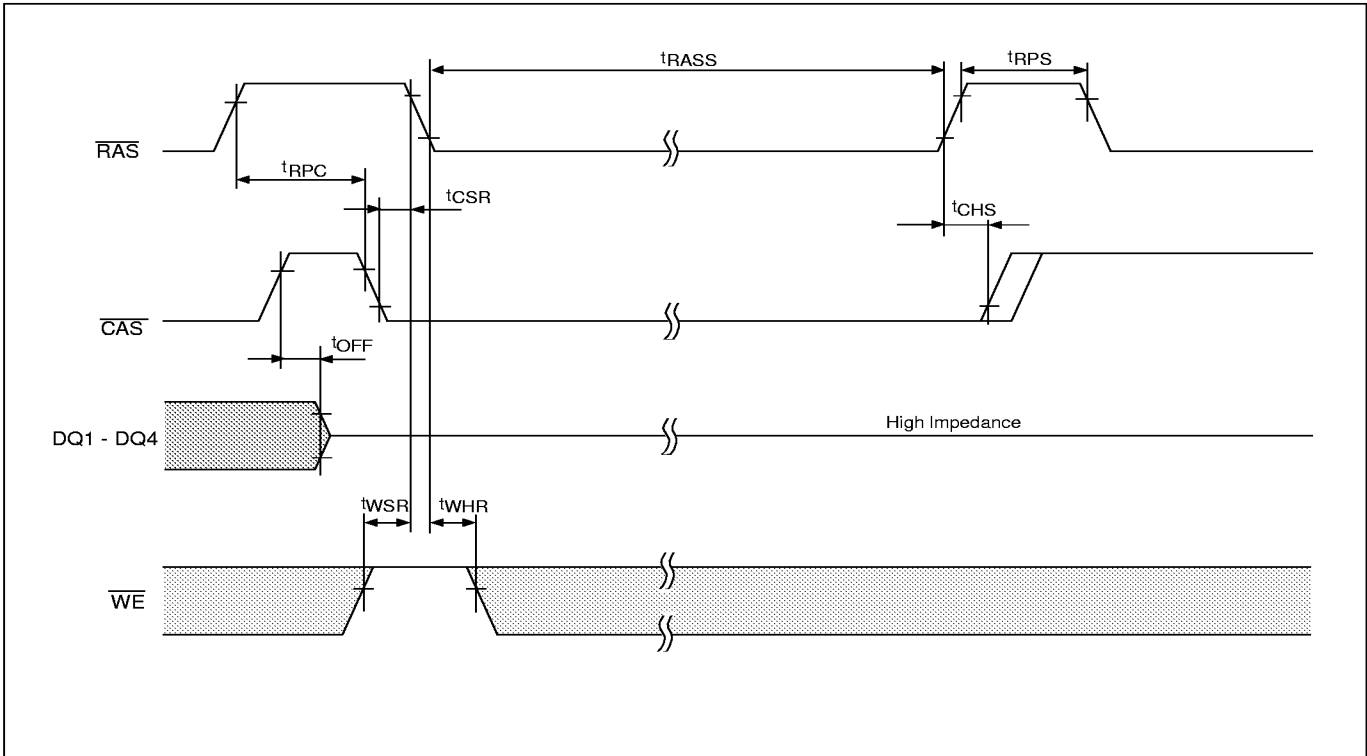 tRASS
tRPS
RAS
tRPC
tCSR
tCHS
CAS
tOFF
DQ1 - DQ4
High Impedance
tWSR
tWHR
WE